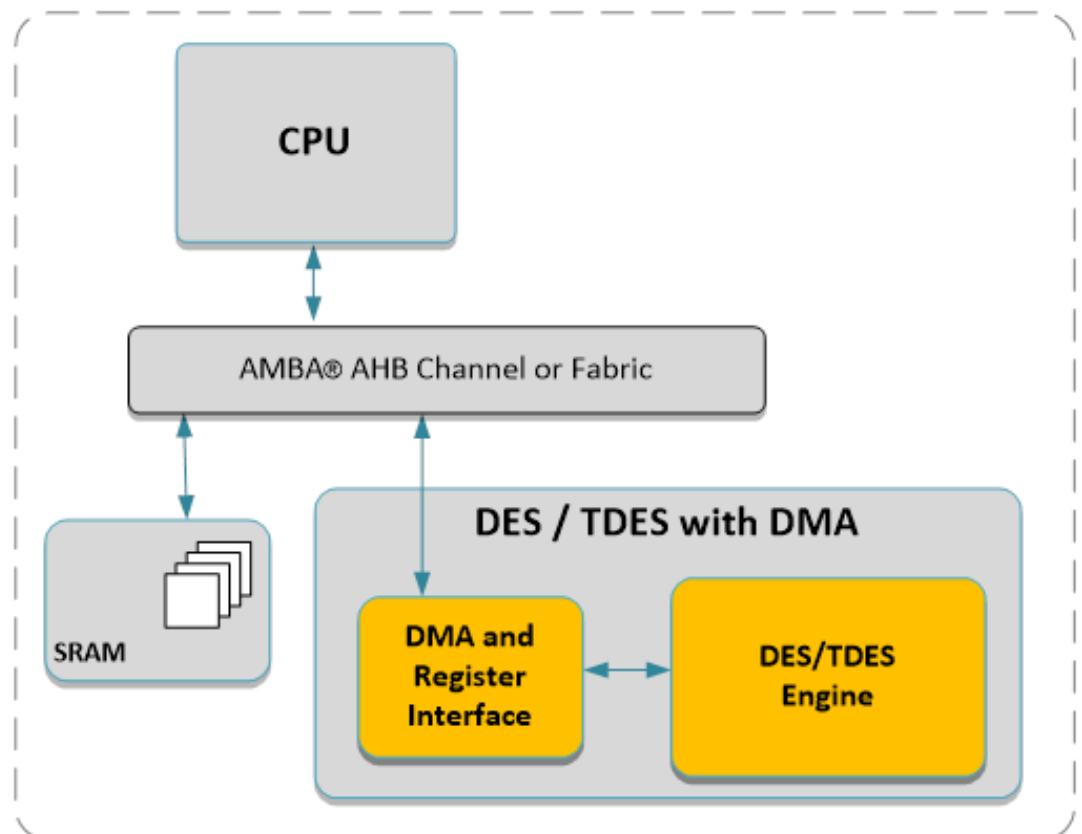 CPU
AMBA® AHB Channel or Fabric
DES / TDES with DMA
SRAM
DMA and
Register
Interface
DES/TDES
Engine